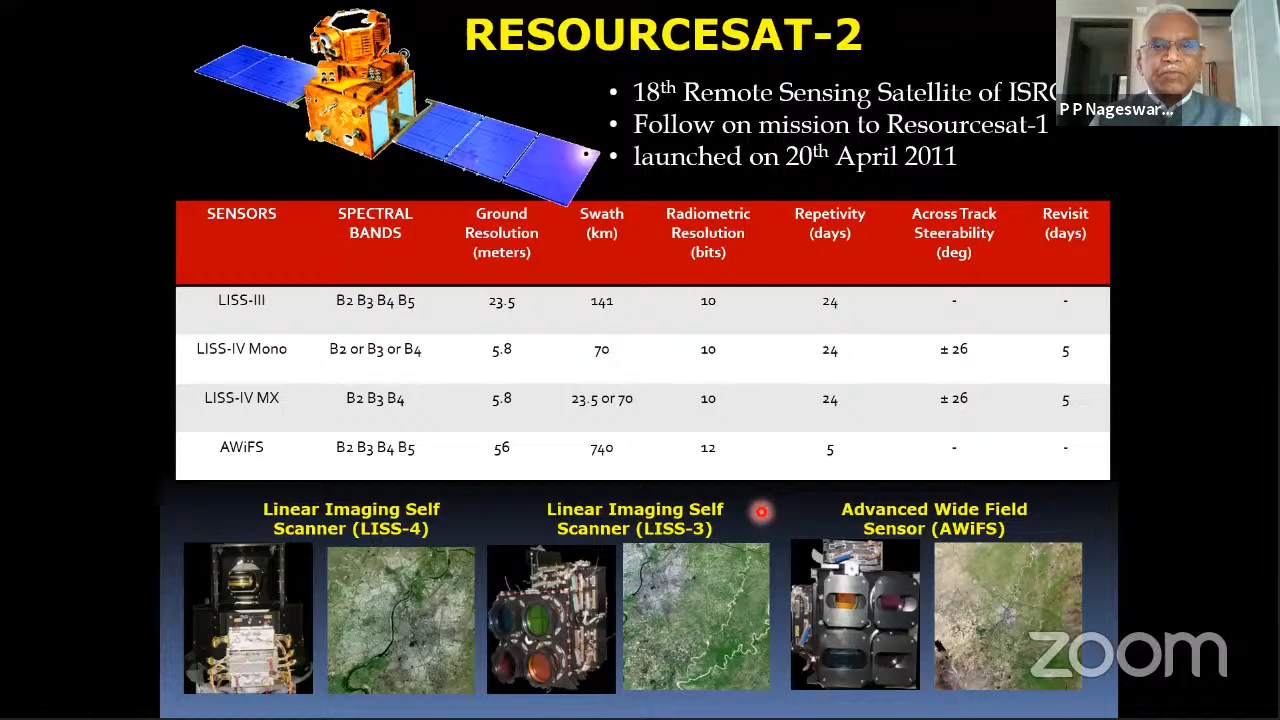 RESOURCESAT-2
• 18th Remote Sensing Satellite of ISRO
• Follow on mission to Resourcesat-1
• launched on 20th April 2011
P P Nageswar...
SENSORS SPECTRAL BANDS Ground Resolution (meters) Swath (km) Radiometric Resolution (bits) Repetivity (days) Across Track Steerability (deg) Revisit (days)
LISS-III B2 B3 B4 B5 23.5 141 10 24 - -
LISS-IV Mono B2 or B3 or B4 5.8 70 10 24 ± 26 5
LISS-IV MX B2 B3 B4 5.8 23.5 or 70 10 24 ± 26 5
AWiFS B2 B3 B4 B5 56 740 12 5 - -
Linear Imaging Self
Scanner (LISS-4)
Linear Imaging Self
Scanner (LISS-3)
Advanced Wide Field
Sensor (AWiFS)
zoom